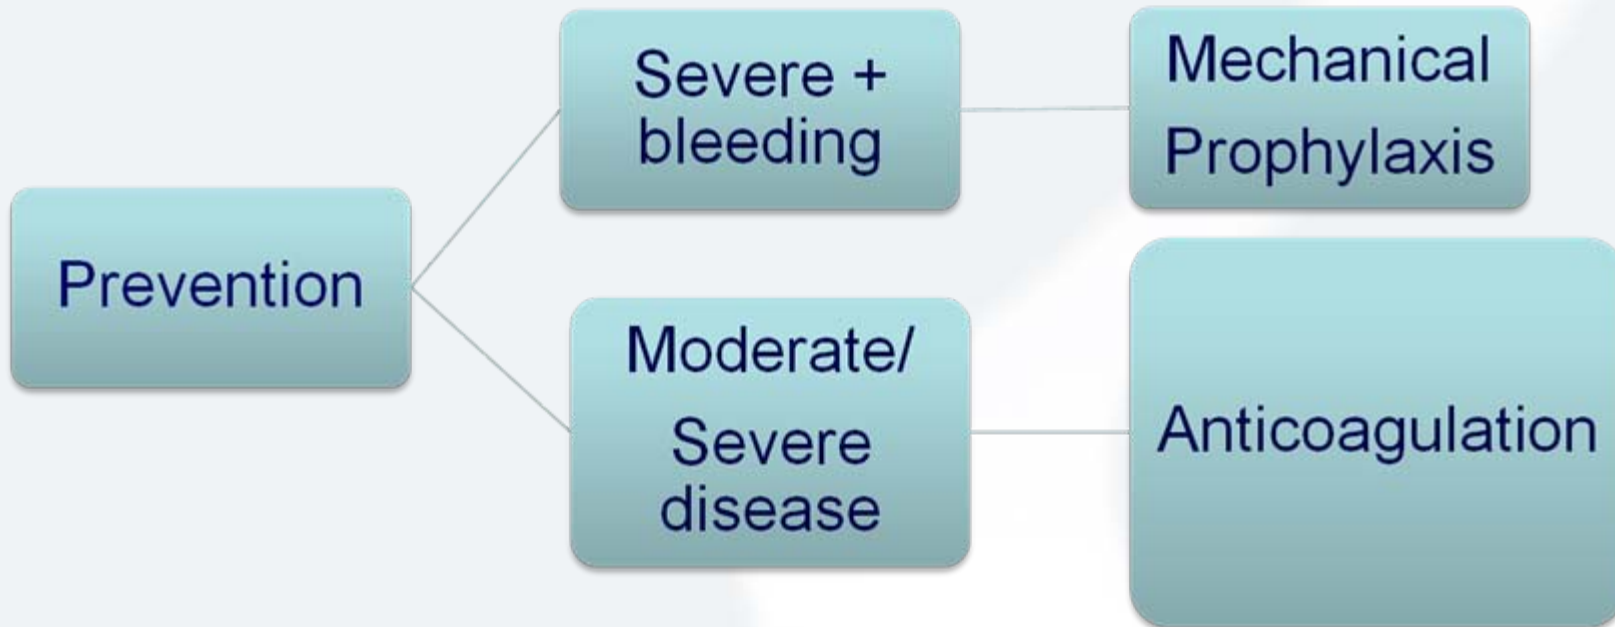 Prevention
Severe +
bleeding
Mechanical
Prophylaxis
Moderate/
Severe
disease
Anticoagulation